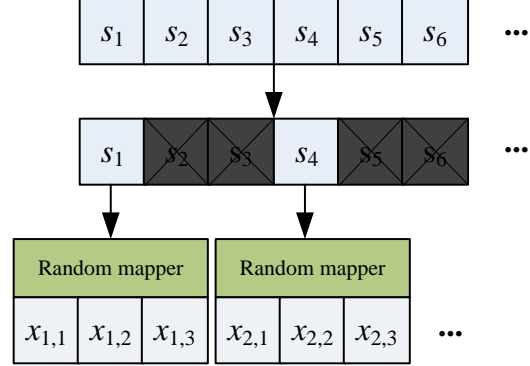 s1 s2 s3 s4 s5 s6 ...
s1 s2 s3 s4 s5 s6 ...
Random mapper Random mapper
x1,1 x1,2 x1,3 x2,1 x2,2 x2,3 ...